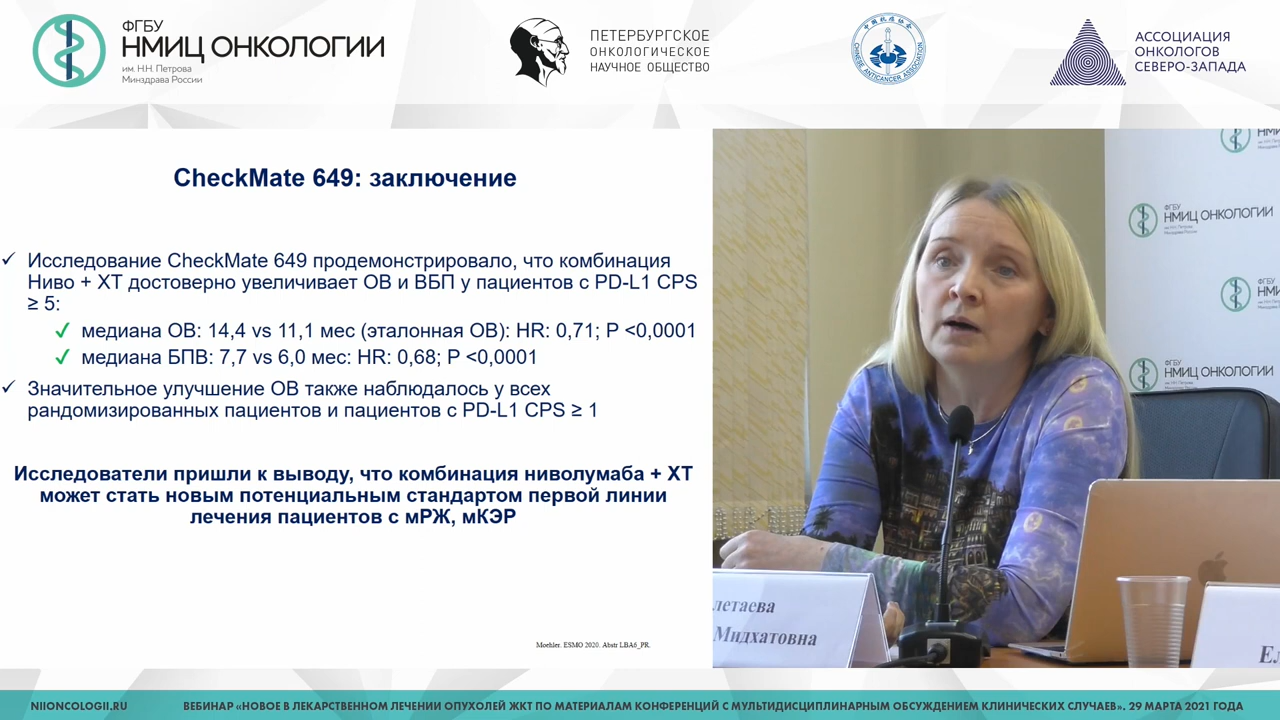 ФГБУ
НМИЦ ОНКОЛОГИИ
им. Н.Н. Петрова
Минздрава России
ПЕТЕРБУРГСКОЕ
ОНКОЛОГИЧЕСКОЕ
НАУЧНОЕ ОБЩЕСТВО
CHINESE ANTICANCER ASSOCIATION
АССОЦИАЦИЯ
ОНКОЛОГОВ
СЕВЕРО-ЗАПАДА
CheckMate 649: заключение
✓ Исследование CheckMate 649 продемонстрировало, что комбинация
Ниво + ХТ достоверно увеличивает ОВ и ВБП у пациентов с PD-L1 CPS
≥ 5:
✓ медиана ОВ: 14,4 vs 11,1 мес (эталонная ОВ): HR: 0,71; P <0,0001
✓ медиана БПВ: 7,7 vs 6,0 мес: HR: 0,68; P <0,0001
✓ Значительное улучшение ОВ также наблюдалось у всех
рандомизированных пациентов и пациентов с PD-L1 CPS ≥ 1
Исследователи пришли к выводу, что комбинация ниволумаба + ХТ
может стать новым потенциальным стандартом первой линии
лечения пациентов с мРЖ, мКЭР
Moehler. ESMO 2020. Abstr LBA6_PR.
ФГБУ
НМИЦ ОНКОЛОГИИ
ФГБУ
НМИЦ ОНКОЛОГИИ
летаева
Мидхатовна
NIIONCOLOGII.RU
ВЕБИНАР «НОВОЕ В ЛЕКАРСТВЕННОМ ЛЕЧЕНИИ ОПУХОЛЕЙ ЖКТ ПО МАТЕРИАЛАМ КОНФЕРЕНЦИЙ С МУЛЬТИДИСЦИПЛИНАРНЫМ ОБСУЖДЕНИЕМ КЛИНИЧЕСКИХ СЛУЧАЕВ». 29 МАРТА 2021 ГОДА